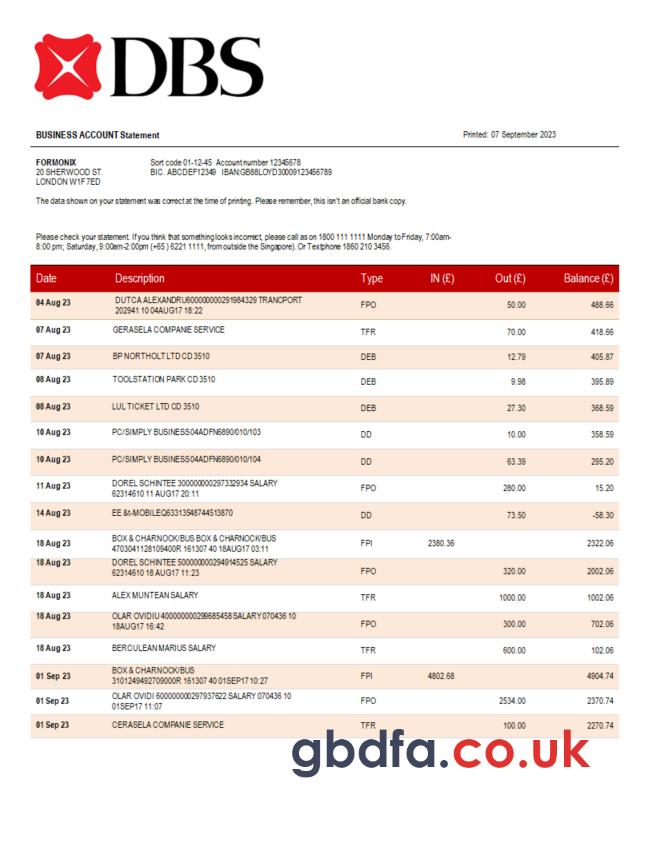 DBS
BUSINESS ACCOUNT Statement Printed: 07 September 2023
FORMONIX Sort code 01-12-45 Account number 12345678
20 SHERWOOD ST. BIC. ABCDEF12349 IBAN:GB88LOYD30009123456789
LONDON W1F 7ED
The data shown on your statement was correct at the time of printing. Please remember, this isn't an official bank copy.
Please check your statement. If you think that something looks incorrect, please call as on 1800 111 1111 Monday to Friday, 7:00am-
8:00 pm; Saturday, 9:00am-2:00pm (+65 ) 6221 1111, from outside the Singapore). Or Textphone 1860 210 3456.
Date Description Type IN (£) Out (£) Balance (£)
04 Aug 23 DUTCA ALEXANDRU600000000291984329 TRANCPORT FPO 50.00 488.66
202941 10 04AUG17 18:22
07 Aug 23 GERASELA COMPANIE SERVICE TFR 70.00 418.66
07 Aug 23 BP NORTHOLT LTD CD 3510 DEB 12.79 405.87
08 Aug 23 TOOLSTATION PARK CD 3510 DEB 9.98 395.89
08 Aug 23 LUL TICKET LTD CD 3510 DEB 27.30 368.59
10 Aug 23 PC/SIMPLY BUSINESS04ADFN6890/010/103 DD 10.00 358.59
10 Aug 23 PC/SIMPLY BUSINESS04ADFN6890/010/104 DD 63.39 295.20
11 Aug 23 DOREL SCHINTEE 300000000297332934 SALARY FPO 280.00 15.20
62314610 11 AUG17 20:11
14 Aug 23 EE &t-MOBILEQ63313548744513870 DD 73.50 -58.30
18 Aug 23 BOX & CHARNOCK/BUS BOX & CHARNOCK/BUS FPI 2380.36 2322.06
4703041128109400R 161307 40 18AUG17 03:11
18 Aug 23 DOREL SCHINTEE 500000000294914525 SALARY FPO 320.00 2002.06
62314610 18 AUG17 11:23
18 Aug 23 ALEX MUNTEAN SALARY TFR 1000.00 1002.06
18 Aug 23 OLAR OVIDIU 400000000299685458 SALARY 070436 10 FPO 300.00 702.06
18AUG17 16:42
18 Aug 23 BERCULEAN MARIUS SALARY TFR 600.00 102.06
01 Sep 23 BOX & CHARNOCK/BUS FPI 4802.68 4904.74
3101249492709000R 161307 40 01SEP17 10:27
01 Sep 23 OLAR OVIDI 600000000297937622 SALARY 070436 10 FPO 2534.00 2370.74
01SEP17 11:07
01 Sep 23 CERASELA COMPANIE SERVICE TFR 100.00 2270.74
gbdfa.co.uk